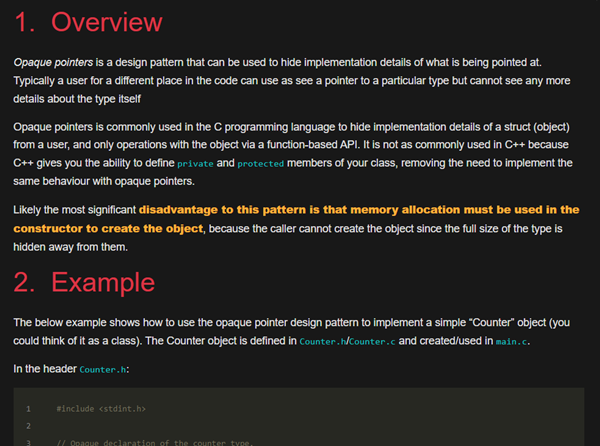 1. Overview
Opaque pointers is a design pattern that can be used to hide implementation details of what is being pointed at.
Typically a user for a different place in the code can use as see a pointer to a particular type but cannot see any more
details about the type itself
Opaque pointers is commonly used in the C programming language to hide implementation details of a struct (object)
from a user, and only operations with the object via a function-based API. It is not as commonly used in C++ because
C++ gives you the ability to define private and protected members of your class, removing the need to implement the
same behaviour with opaque pointers.
Likely the most significant disadvantage to this pattern is that memory allocation must be used in the
constructor to create the object, because the caller cannot create the object since the full size of the type is
hidden away from them.
2. Example
The below example shows how to use the opaque pointer design pattern to implement a simple “Counter” object (you
could think of it as a class). The Counter object is defined in Counter.h/Counter.c and created/used in main.c.
In the header Counter.h:
1 #include <stdint.h>
2
3 // Opaque declaration of the counter type.